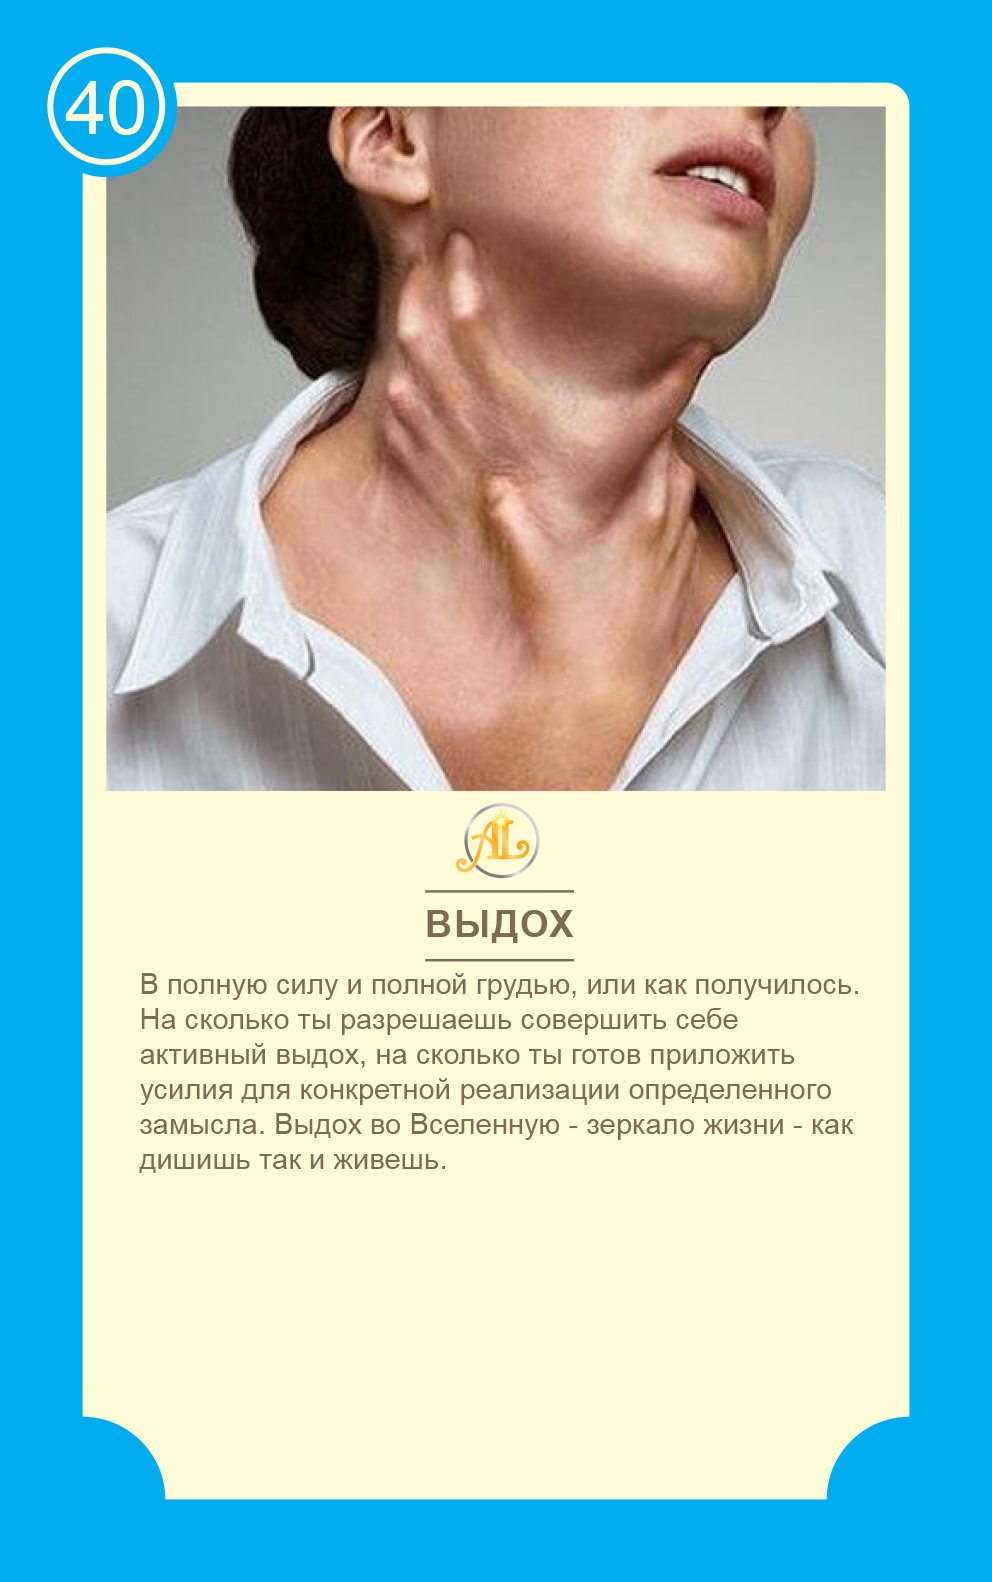 40
AL
ВЫДОХ
В полную силу и полной грудью, или как получилось.
На сколько ты разрешаешь совершить себе
активный выдох, на сколько ты готов приложить
усилия для конкретной реализации определенного
замысла. Выдох во Вселенную - зеркало жизни - как
дишишь так и живешь.